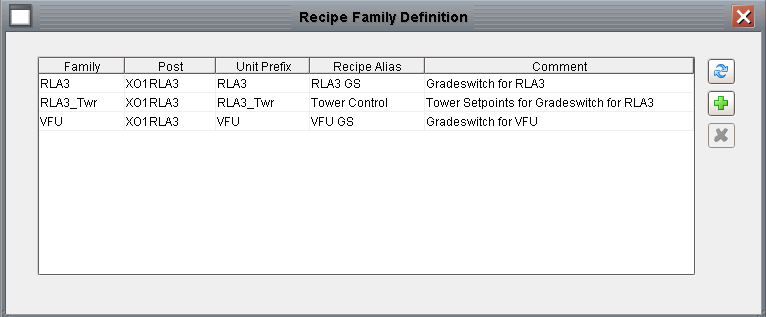 Recipe Family Definition
Family Post Unit Prefix Recipe Alias Comment
RLA3 XO1RLA3 RLA3 RLA3 GS Gradeswitch for RLA3
RLA3_Twr XO1RLA3 RLA3_Twr Tower Control Tower Setpoints for Gradeswitch for RLA3
VFU XO1RLA3 VFU VFU GS Gradeswitch for VFU